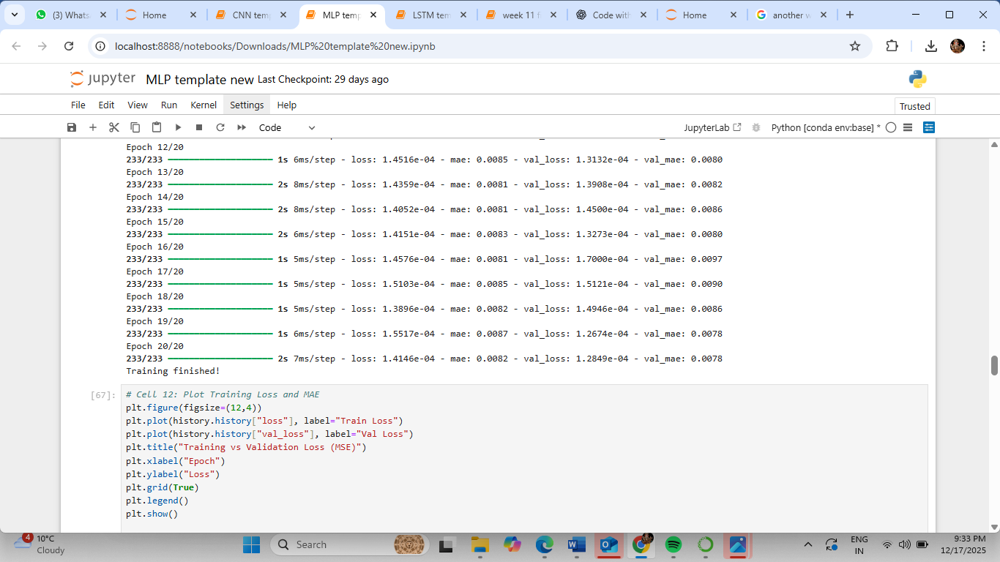 (3) Whats
Home
CNN tem
MLP temp
LSTM tem
week 11 f
Code with
Home
another w
localhost:8888/notebooks/Downloads/MLP%20template%20new.ipynb
jupyter MLP template new Last Checkpoint: 29 days ago
File Edit View Run Kernel Settings Help
Trusted
Code
JupyterLab
Python [conda env:base] *
Epoch 12/20
233/233 ━━━━━━━━━━━━━━━━━━━━ 1s 6ms/step - loss: 1.4516e-04 - mae: 0.0085 - val_loss: 1.3132e-04 - val_mae: 0.0080
Epoch 13/20
233/233 ━━━━━━━━━━━━━━━━━━━━ 2s 8ms/step - loss: 1.4359e-04 - mae: 0.0081 - val_loss: 1.3908e-04 - val_mae: 0.0082
Epoch 14/20
233/233 ━━━━━━━━━━━━━━━━━━━━ 2s 8ms/step - loss: 1.4052e-04 - mae: 0.0081 - val_loss: 1.4500e-04 - val_mae: 0.0086
Epoch 15/20
233/233 ━━━━━━━━━━━━━━━━━━━━ 2s 6ms/step - loss: 1.4151e-04 - mae: 0.0083 - val_loss: 1.3273e-04 - val_mae: 0.0080
Epoch 16/20
233/233 ━━━━━━━━━━━━━━━━━━━━ 1s 5ms/step - loss: 1.4576e-04 - mae: 0.0081 - val_loss: 1.7000e-04 - val_mae: 0.0097
Epoch 17/20
233/233 ━━━━━━━━━━━━━━━━━━━━ 1s 5ms/step - loss: 1.5103e-04 - mae: 0.0085 - val_loss: 1.5121e-04 - val_mae: 0.0090
Epoch 18/20
233/233 ━━━━━━━━━━━━━━━━━━━━ 1s 5ms/step - loss: 1.3896e-04 - mae: 0.0082 - val_loss: 1.4946e-04 - val_mae: 0.0086
Epoch 19/20
233/233 ━━━━━━━━━━━━━━━━━━━━ 1s 6ms/step - loss: 1.5517e-04 - mae: 0.0087 - val_loss: 1.2674e-04 - val_mae: 0.0078
Epoch 20/20
233/233 ━━━━━━━━━━━━━━━━━━━━ 2s 7ms/step - loss: 1.4146e-04 - mae: 0.0082 - val_loss: 1.2849e-04 - val_mae: 0.0078
Training finished!
[67]: # Cell 12: Plot Training Loss and MAE
plt.figure(figsize=(12,4))
plt.plot(history.history["loss"], label="Train Loss")
plt.plot(history.history["val_loss"], label="Val Loss")
plt.title("Training vs Validation Loss (MSE)")
plt.xlabel("Epoch")
plt.ylabel("Loss")
plt.grid(True)
plt.legend()
plt.show()
4
10°C
Cloudy
Search
ENG
IN
9:33 PM
12/17/2025